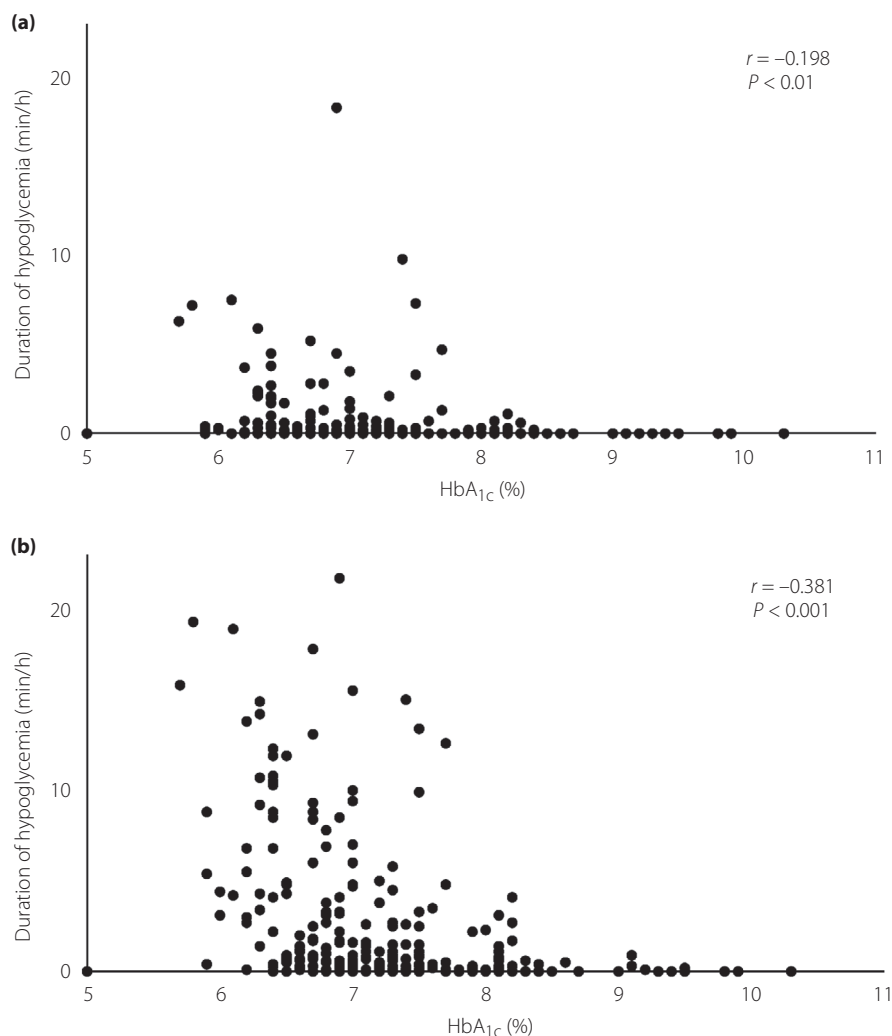 (a)
r = –0.198
P < 0.01
Duration of hypoglycemia (min/h)
20
10
0
5 6 7 8 9 10 11
HbA1c (%)
(b)
r = –0.381
P < 0.001
Duration of hypoglycemia (min/h)
20
10
0
5 6 7 8 9 10 11
HbA1c (%)